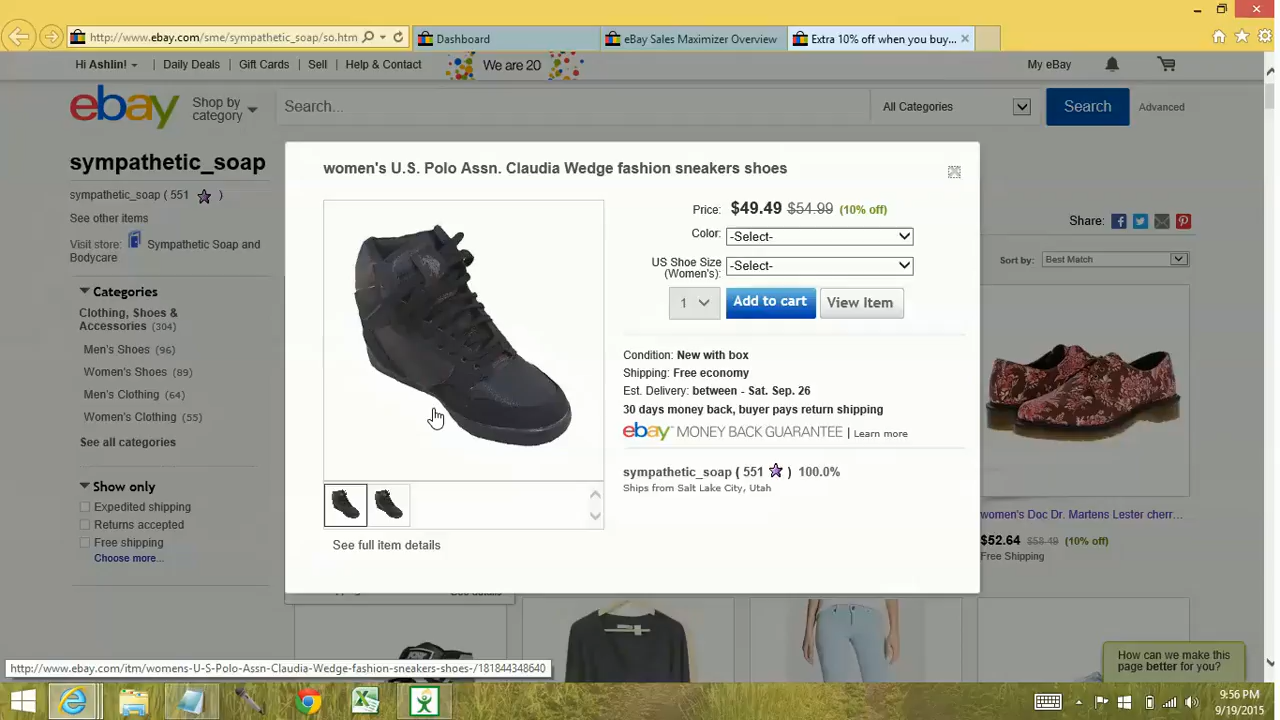 http://www.ebay.com/sme/sympathetic_soap/so.htm
Dashboard
eBay Sales Maximizer Overview
Extra 10% off when you buy...
Hi Ashlin!
Daily Deals
Gift Cards
Sell
Help & Contact
We are 20
My eBay
ebay
Shop by category
Search...
All Categories
Search
Advanced
sympathetic_soap
sympathetic_soap ( 551 )
See other items
Visit store: Sympathetic Soap and
Bodycare
Categories
Clothing, Shoes &
Accessories (304)
Men's Shoes (96)
Women's Shoes (89)
Men's Clothing (64)
Women's Clothing (55)
See all categories
Show only
Expedited shipping
Returns accepted
Free shipping
Choose more...
women's U.S. Polo Assn. Claudia Wedge fashion sneakers shoes
Price: $49.49 $54.99 (10% off)
Color: -Select-
US Shoe Size
(Women's): -Select-
1
Add to cart
View Item
Condition: New with box
Shipping: Free economy
Est. Delivery: between - Sat. Sep. 26
30 days money back, buyer pays return shipping
ebay MONEY BACK GUARANTEE | Learn more
sympathetic_soap ( 551 ) 100.0%
Ships from Salt Lake City, Utah
See full item details
Share:
Sort by: Best Match
women's Doc Dr. Martens Lester cherr...
$52.64 $58.49 (10% off)
Free Shipping
How can we make this
page better for you?
http://www.ebay.com/itm/womens-U-S-Polo-Assn-Claudia-Wedge-fashion-sneakers-shoes-/181844348640
9:56 PM
9/19/2015